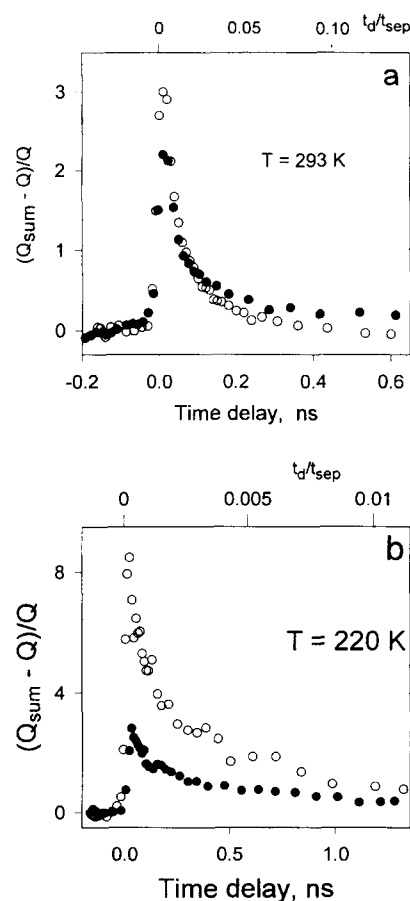 0 0.05 0.10 t_d/t_sep
a
3
2
1
0
(Q_sum - Q)/Q
T = 293 K
-0.2 0.0 0.2 0.4 0.6
Time delay, ns
t_d/t_sep
0 0.005 0.01
b
8
4
0
(Q_sum - Q)/Q
T = 220 K
0.0 0.5 1.0
Time delay, ns